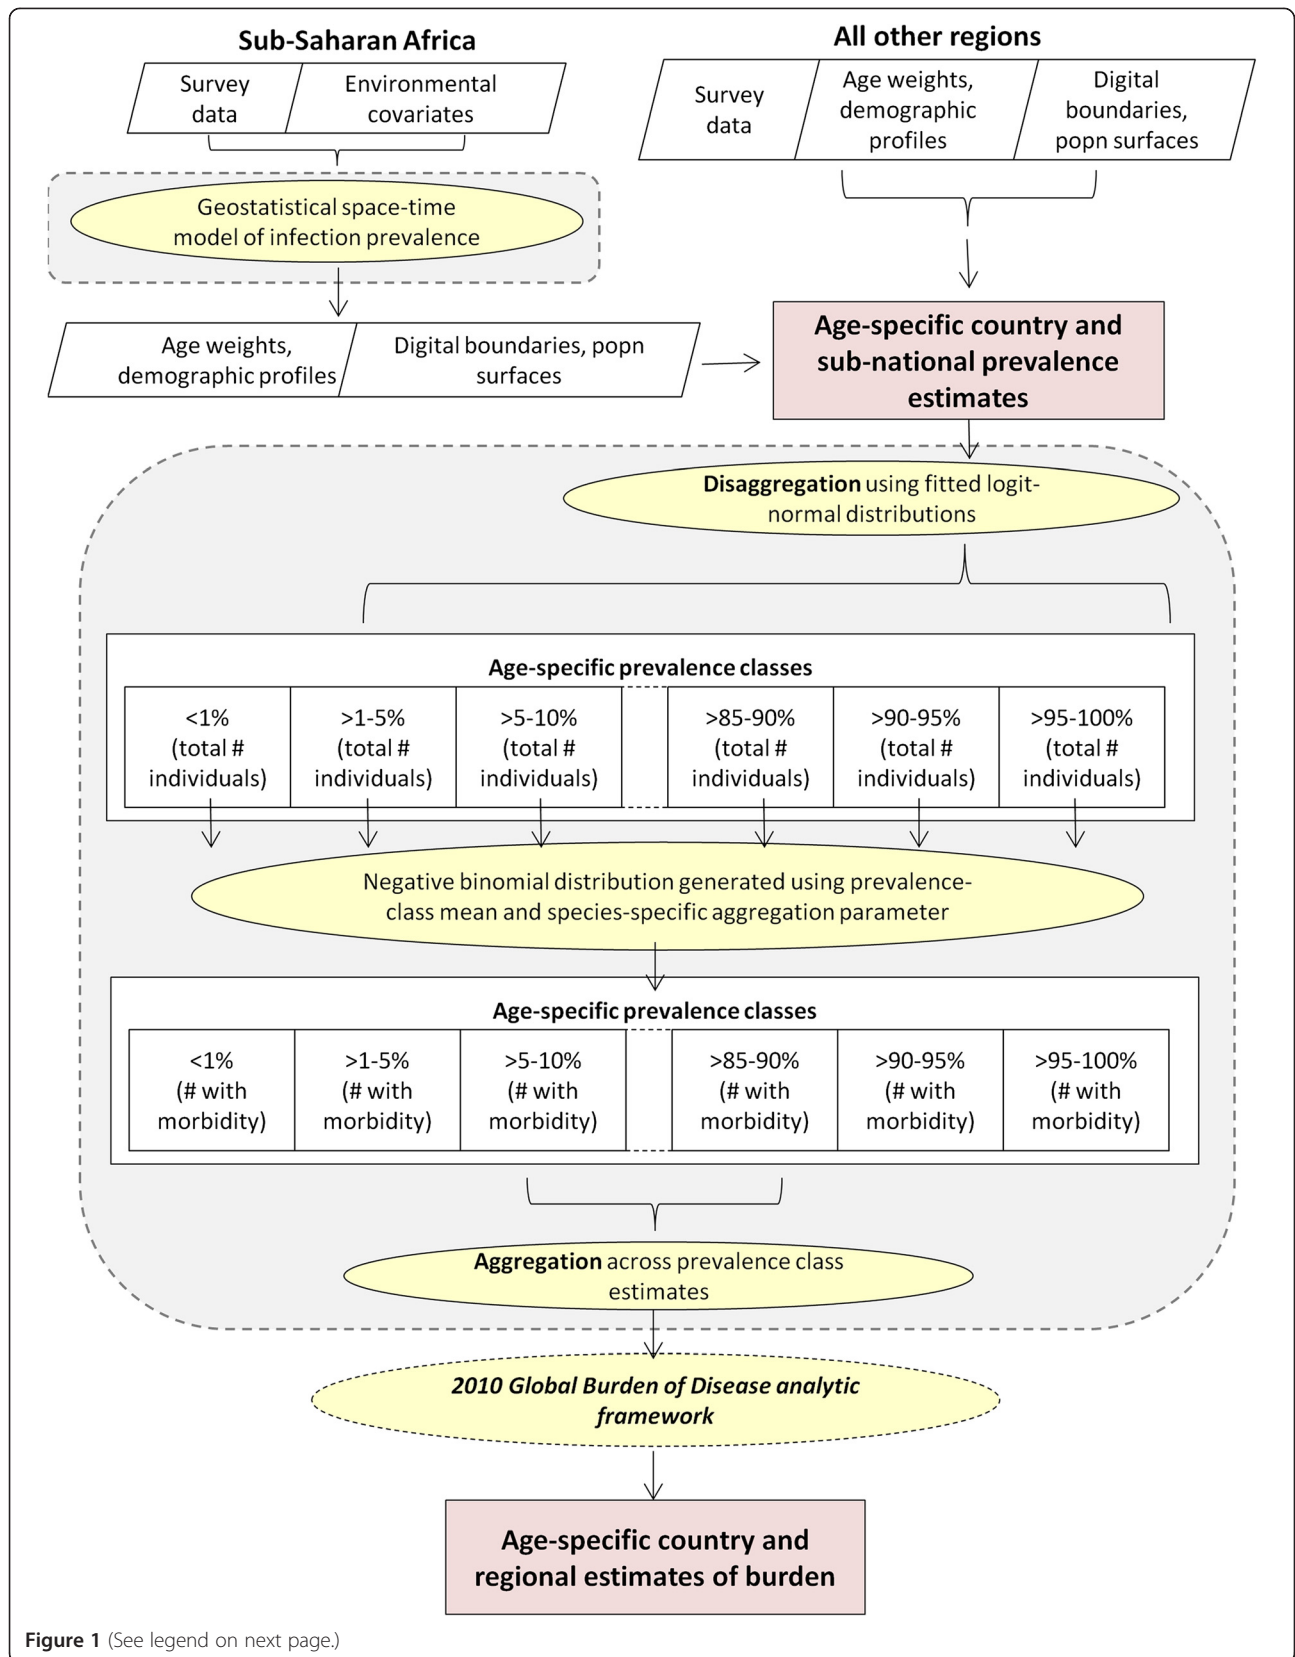 Sub-Saharan Africa
Survey
data
Environmental
covariates
Geostatistical space-time
model of infection prevalence
Age weights,
demographic profiles
Digital boundaries, popn
surfaces
All other regions
Survey
data
Age weights,
demographic
profiles
Digital
boundaries,
popn surfaces
Age-specific country and
sub-national prevalence
estimates
Disaggregation using fitted logit-
normal distributions
Age-specific prevalence classes
<1%
(total #
individuals)
>1-5%
(total #
individuals)
>5-10%
(total #
individuals)
>85-90%
(total #
individuals)
>90-95%
(total #
individuals)
>95-100%
(total #
individuals)
Negative binomial distribution generated using prevalence-
class mean and species-specific aggregation parameter
Age-specific prevalence classes
<1%
(# with
morbidity)
>1-5%
(# with
morbidity)
>5-10%
(# with
morbidity)
>85-90%
(# with
morbidity)
>90-95%
(# with
morbidity)
>95-100%
(# with
morbidity)
Aggregation across prevalence class
estimates
2010 Global Burden of Disease analytic
framework
Age-specific country and
regional estimates of burden
Figure 1 (See legend on next page.)